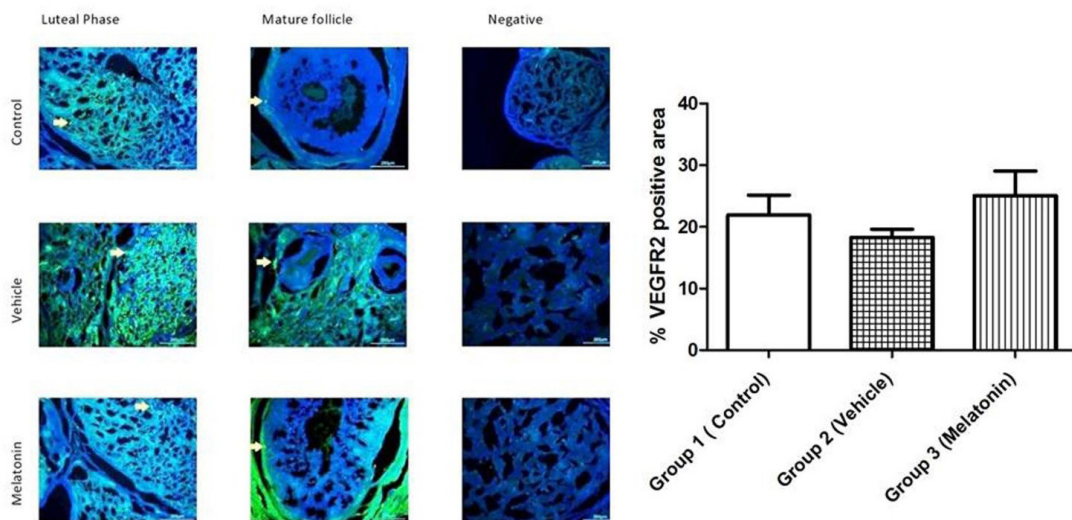 Luteal Phase
Mature follicle
Negative
Control
Vehicle
Melatonin
% VEGFR2 positive area
40
30
20
10
0
Group 1 ( Control)
Group 2 (Vehicle)
Group 3 (Melatonin)